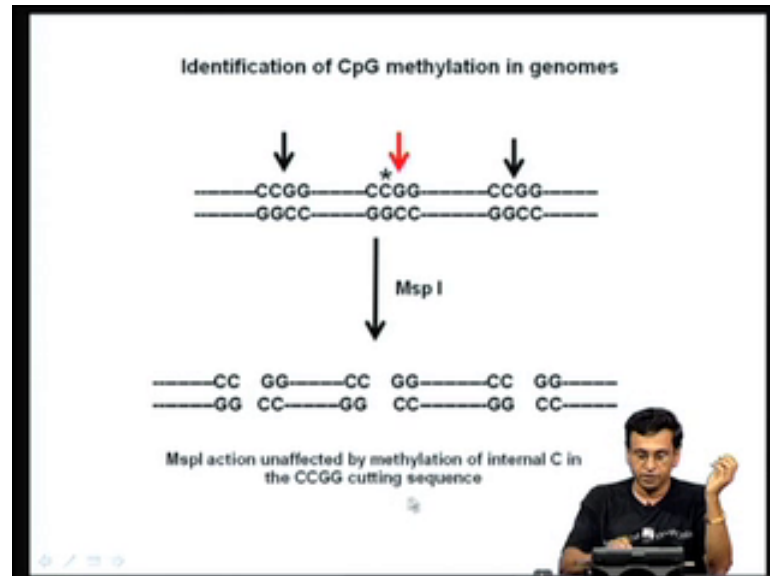 Identification of CpG methylation in genomes
*
------CCGG------CCGG------CCGG------
------GGCC------GGCC------GGCC------
Msp I
------CC GG------CC GG------CC GG------
------GG CC------GG CC------GG CC------
MspI action unaffected by methylation of internal C in
the CCGG cutting sequence